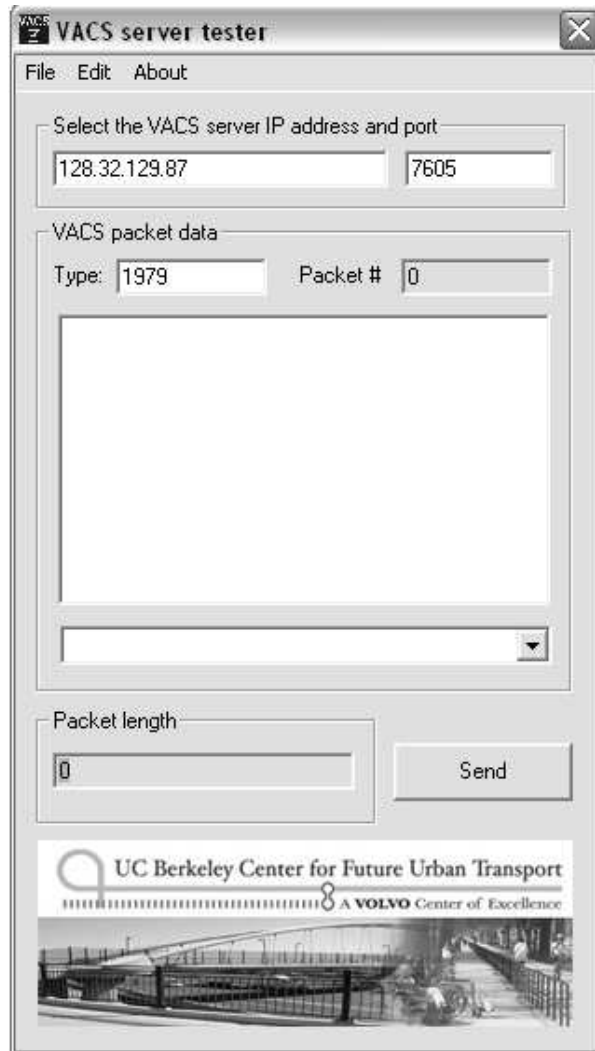 VACS
VACS server tester
File Edit About
Select the VACS server IP address and port
128.32.129.87 7605
VACS packet data
Type: 1979 Packet # 0
Packet length
0
Send
UC Berkeley Center for Future Urban Transport
A VOLVO Center of Excellence